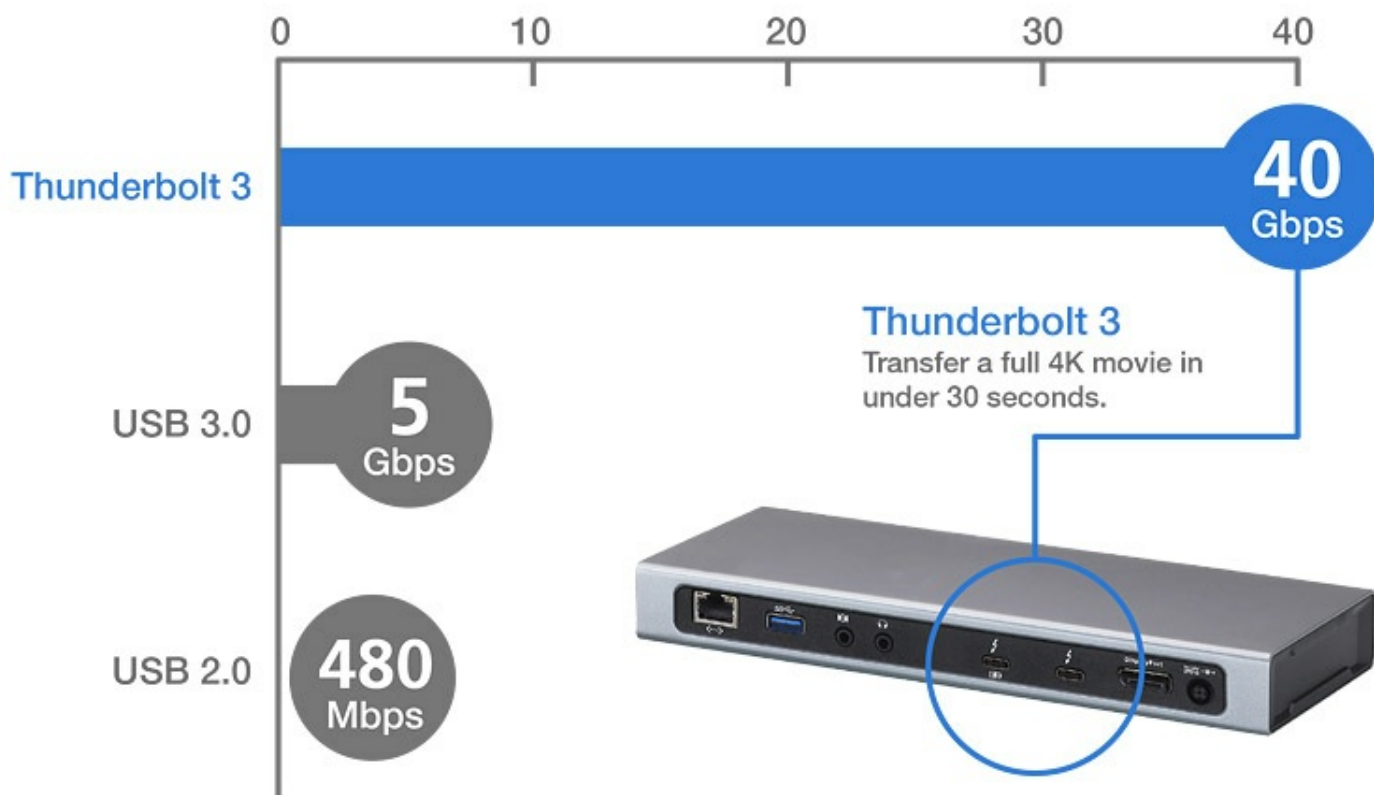 0 10 20 30 40
Thunderbolt 3
40
Gbps
Thunderbolt 3
Transfer a full 4K movie in
under 30 seconds.
USB 3.0
5
Gbps
USB 2.0
480
Mbps
DisplayPort